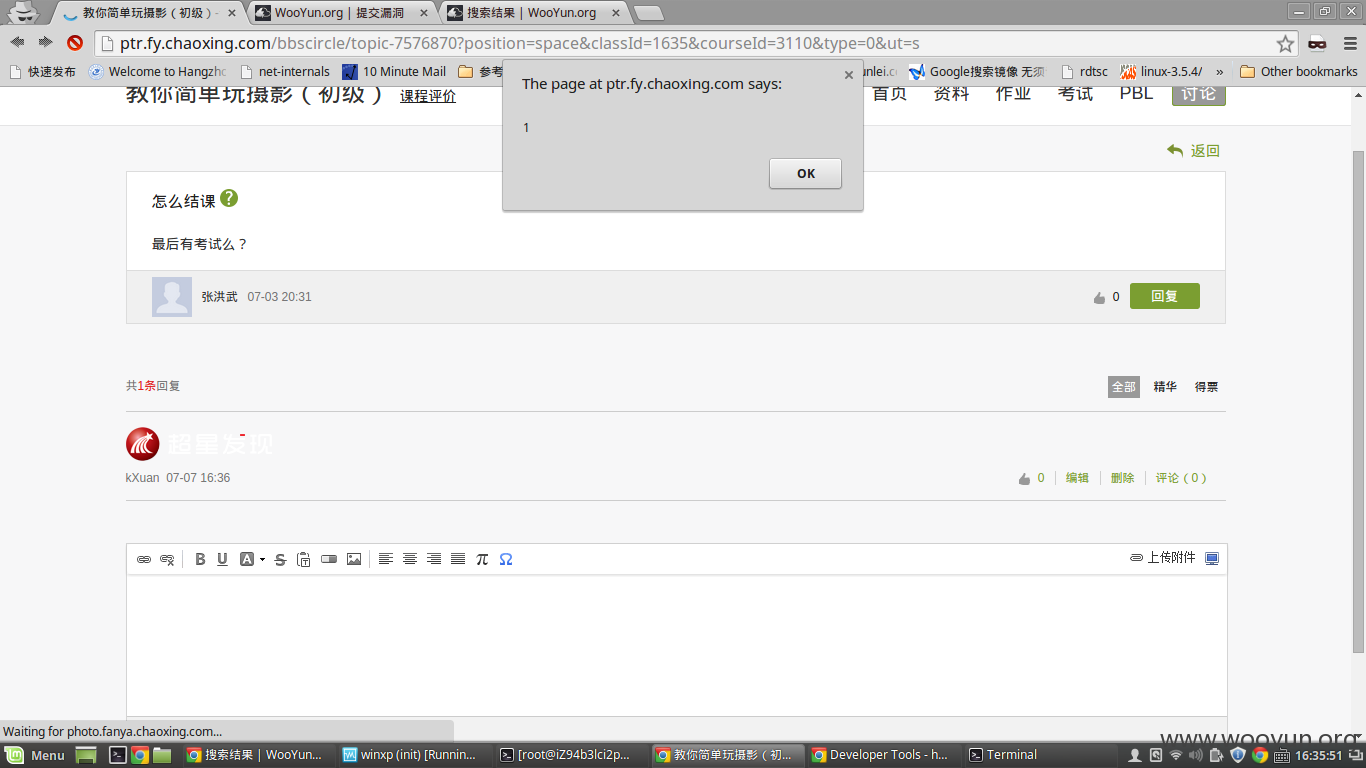 教你简单玩摄影（初级）-
WooYun.org | 提交漏洞
搜索结果 | WooYun.org
ptr.fy.chaoxing.com/bbscircle/topic-7576870?position=space&classId=1635&courseId=3110&type=0&ut=s
快速发布
Welcome to Hangzho
net-internals
10 Minute Mail
参考
unlei.c
Google搜索镜像 无须
rdtsc
linux-3.5.4/
»
Other bookmarks
The page at ptr.fy.chaoxing.com says:
1
OK
教你简单玩摄影（初级）
课程评价
首页
资料
作业
考试
PBL
讨论
返回
怎么结课
最后有考试么？
张洪武 07-03 20:31
0
回复
共1条回复
全部
精华
得票
超星发现
kXuan 07-07 16:36
0
编辑
删除
评论（0）
B U A S π Ω
上传附件
Waiting for photo.fanya.chaoxing.com...
www.wooyun.org
Menu
搜索结果 | WooYun...
winxp (init) [Runnin...
[root@iZ94b3lci2p...
教你简单玩摄影（初...
Developer Tools - h...
Terminal
16:35:51